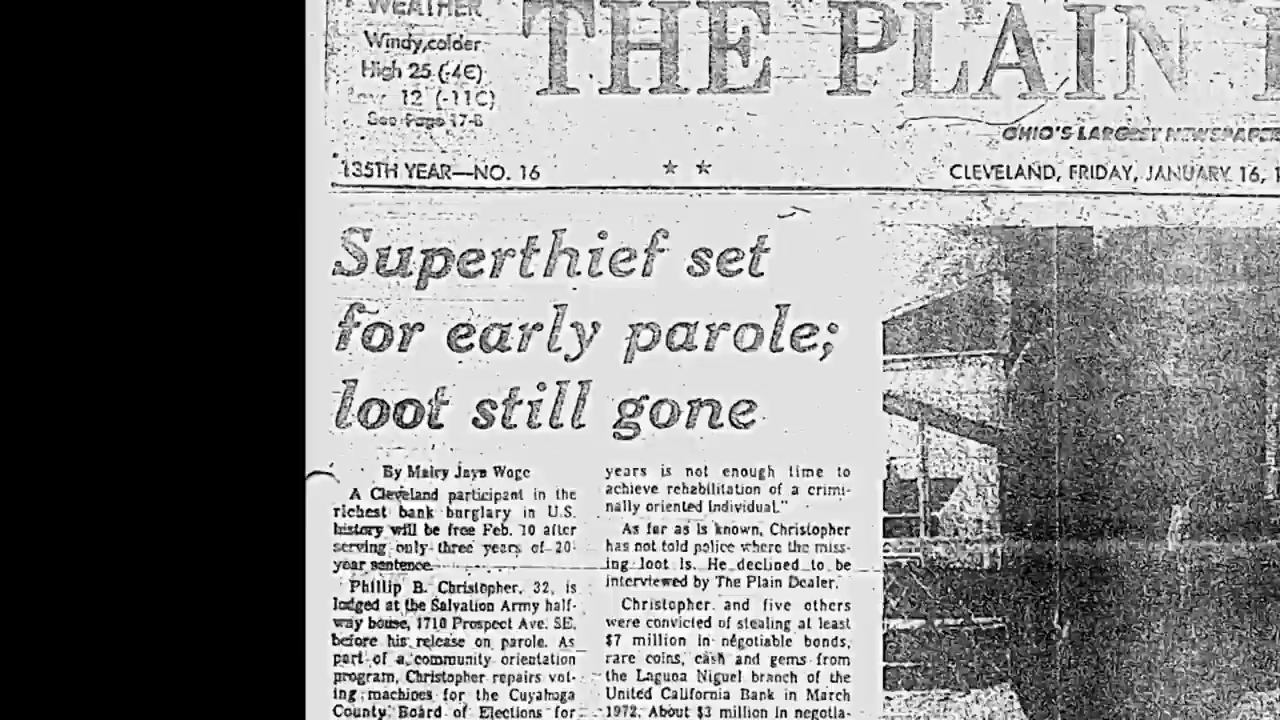 WEATHER
Windy, colder
High 25 (-4C)
Low 12 (-11C)
See Page 17-B
THE PLAIN
OHIO'S LARGEST NEWSPAPER
135TH YEAR—NO. 16
CLEVELAND, FRIDAY, JANUARY 16, 1
Superthief set
for early parole;
loot still gone
By Mairy Jayn Woge
A Cleveland participant in the
richest bank burglary in U.S.
history will be free Feb. 10 after
serving only three years of 20-
year sentence.
Phillip B. Christopher, 32, is
lodged at the Salvation Army half-
way house, 1710 Prospect Ave. SE,
before his release on parole. As
part of a community orientation
program, Christopher repairs vot-
ing machines for the Cuyahoga
County Board of Elections for
years is not enough time to
achieve rehabilitation of a crimi-
nally oriented individual."
As far as is known, Christopher
has not told police where the miss-
ing loot is. He declined to be
interviewed by The Plain Dealer.
Christopher and five others
were convicted of stealing at least
$7 million in negotiable bonds,
rare coins, cash and gems from
the Laguna Niguel branch of the
United California Bank in March
1972. About $3 million in negotia-